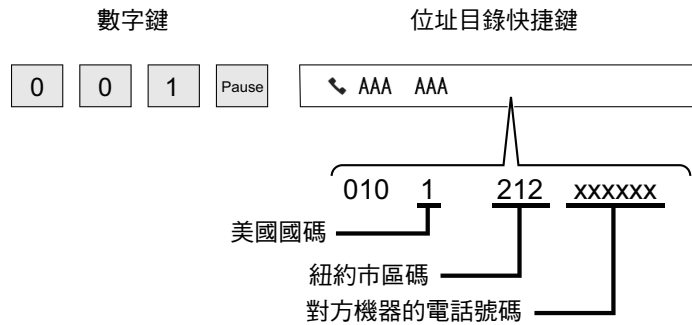 數字鍵 位址目錄快捷鍵
0 0 1 Pause AAA AAA
010 1 212 xxxxxx
美國國碼
紐約市區碼
對方機器的電話號碼